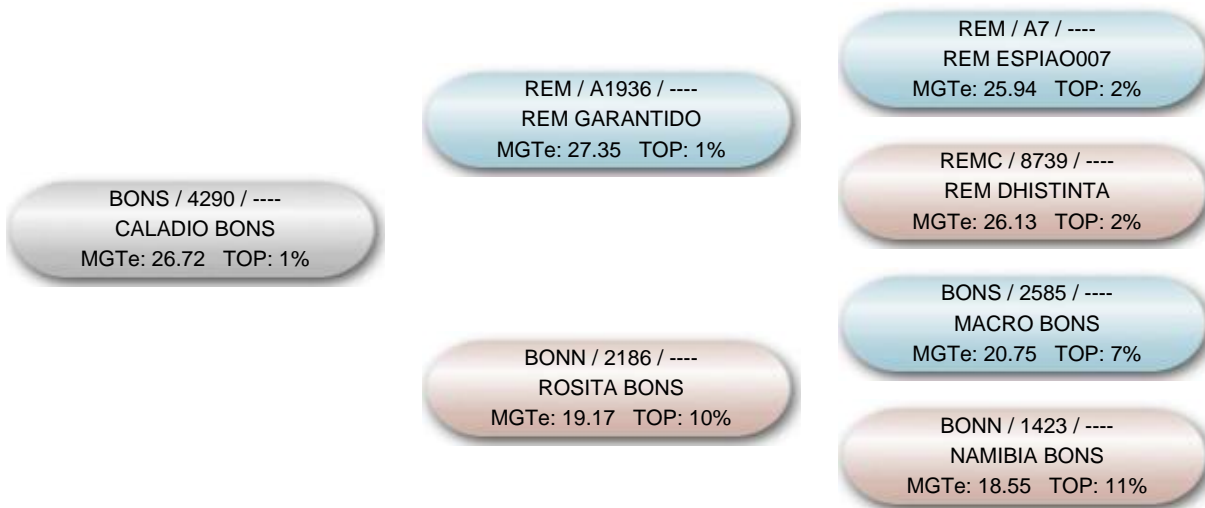 BONS / 4290 / ----
CALADIO BONS
MGTe: 26.72 TOP: 1%
REM / A1936 / ----
REM GARANTIDO
MGTe: 27.35 TOP: 1%
BONN / 2186 / ----
ROSITA BONS
MGTe: 19.17 TOP: 10%
REM / A7 / ----
REM ESPIAO007
MGTe: 25.94 TOP: 2%
REMC / 8739 / ----
REM DHISTINTA
MGTe: 26.13 TOP: 2%
BONS / 2585 / ----
MACRO BONS
MGTe: 20.75 TOP: 7%
BONN / 1423 / ----
NAMIBIA BONS
MGTe: 18.55 TOP: 11%